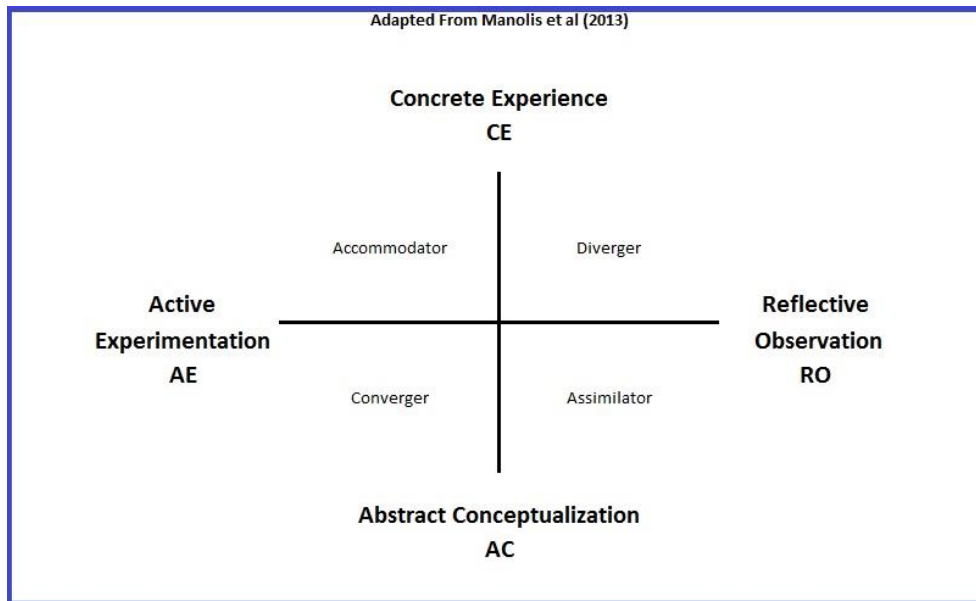 Adapted From Manolis et al (2013)
Concrete Experience
CE
Accommodator
Diverger
Active
Experimentation
AE
Reflective
Observation
RO
Converger
Assimilator
Abstract Conceptualization
AC